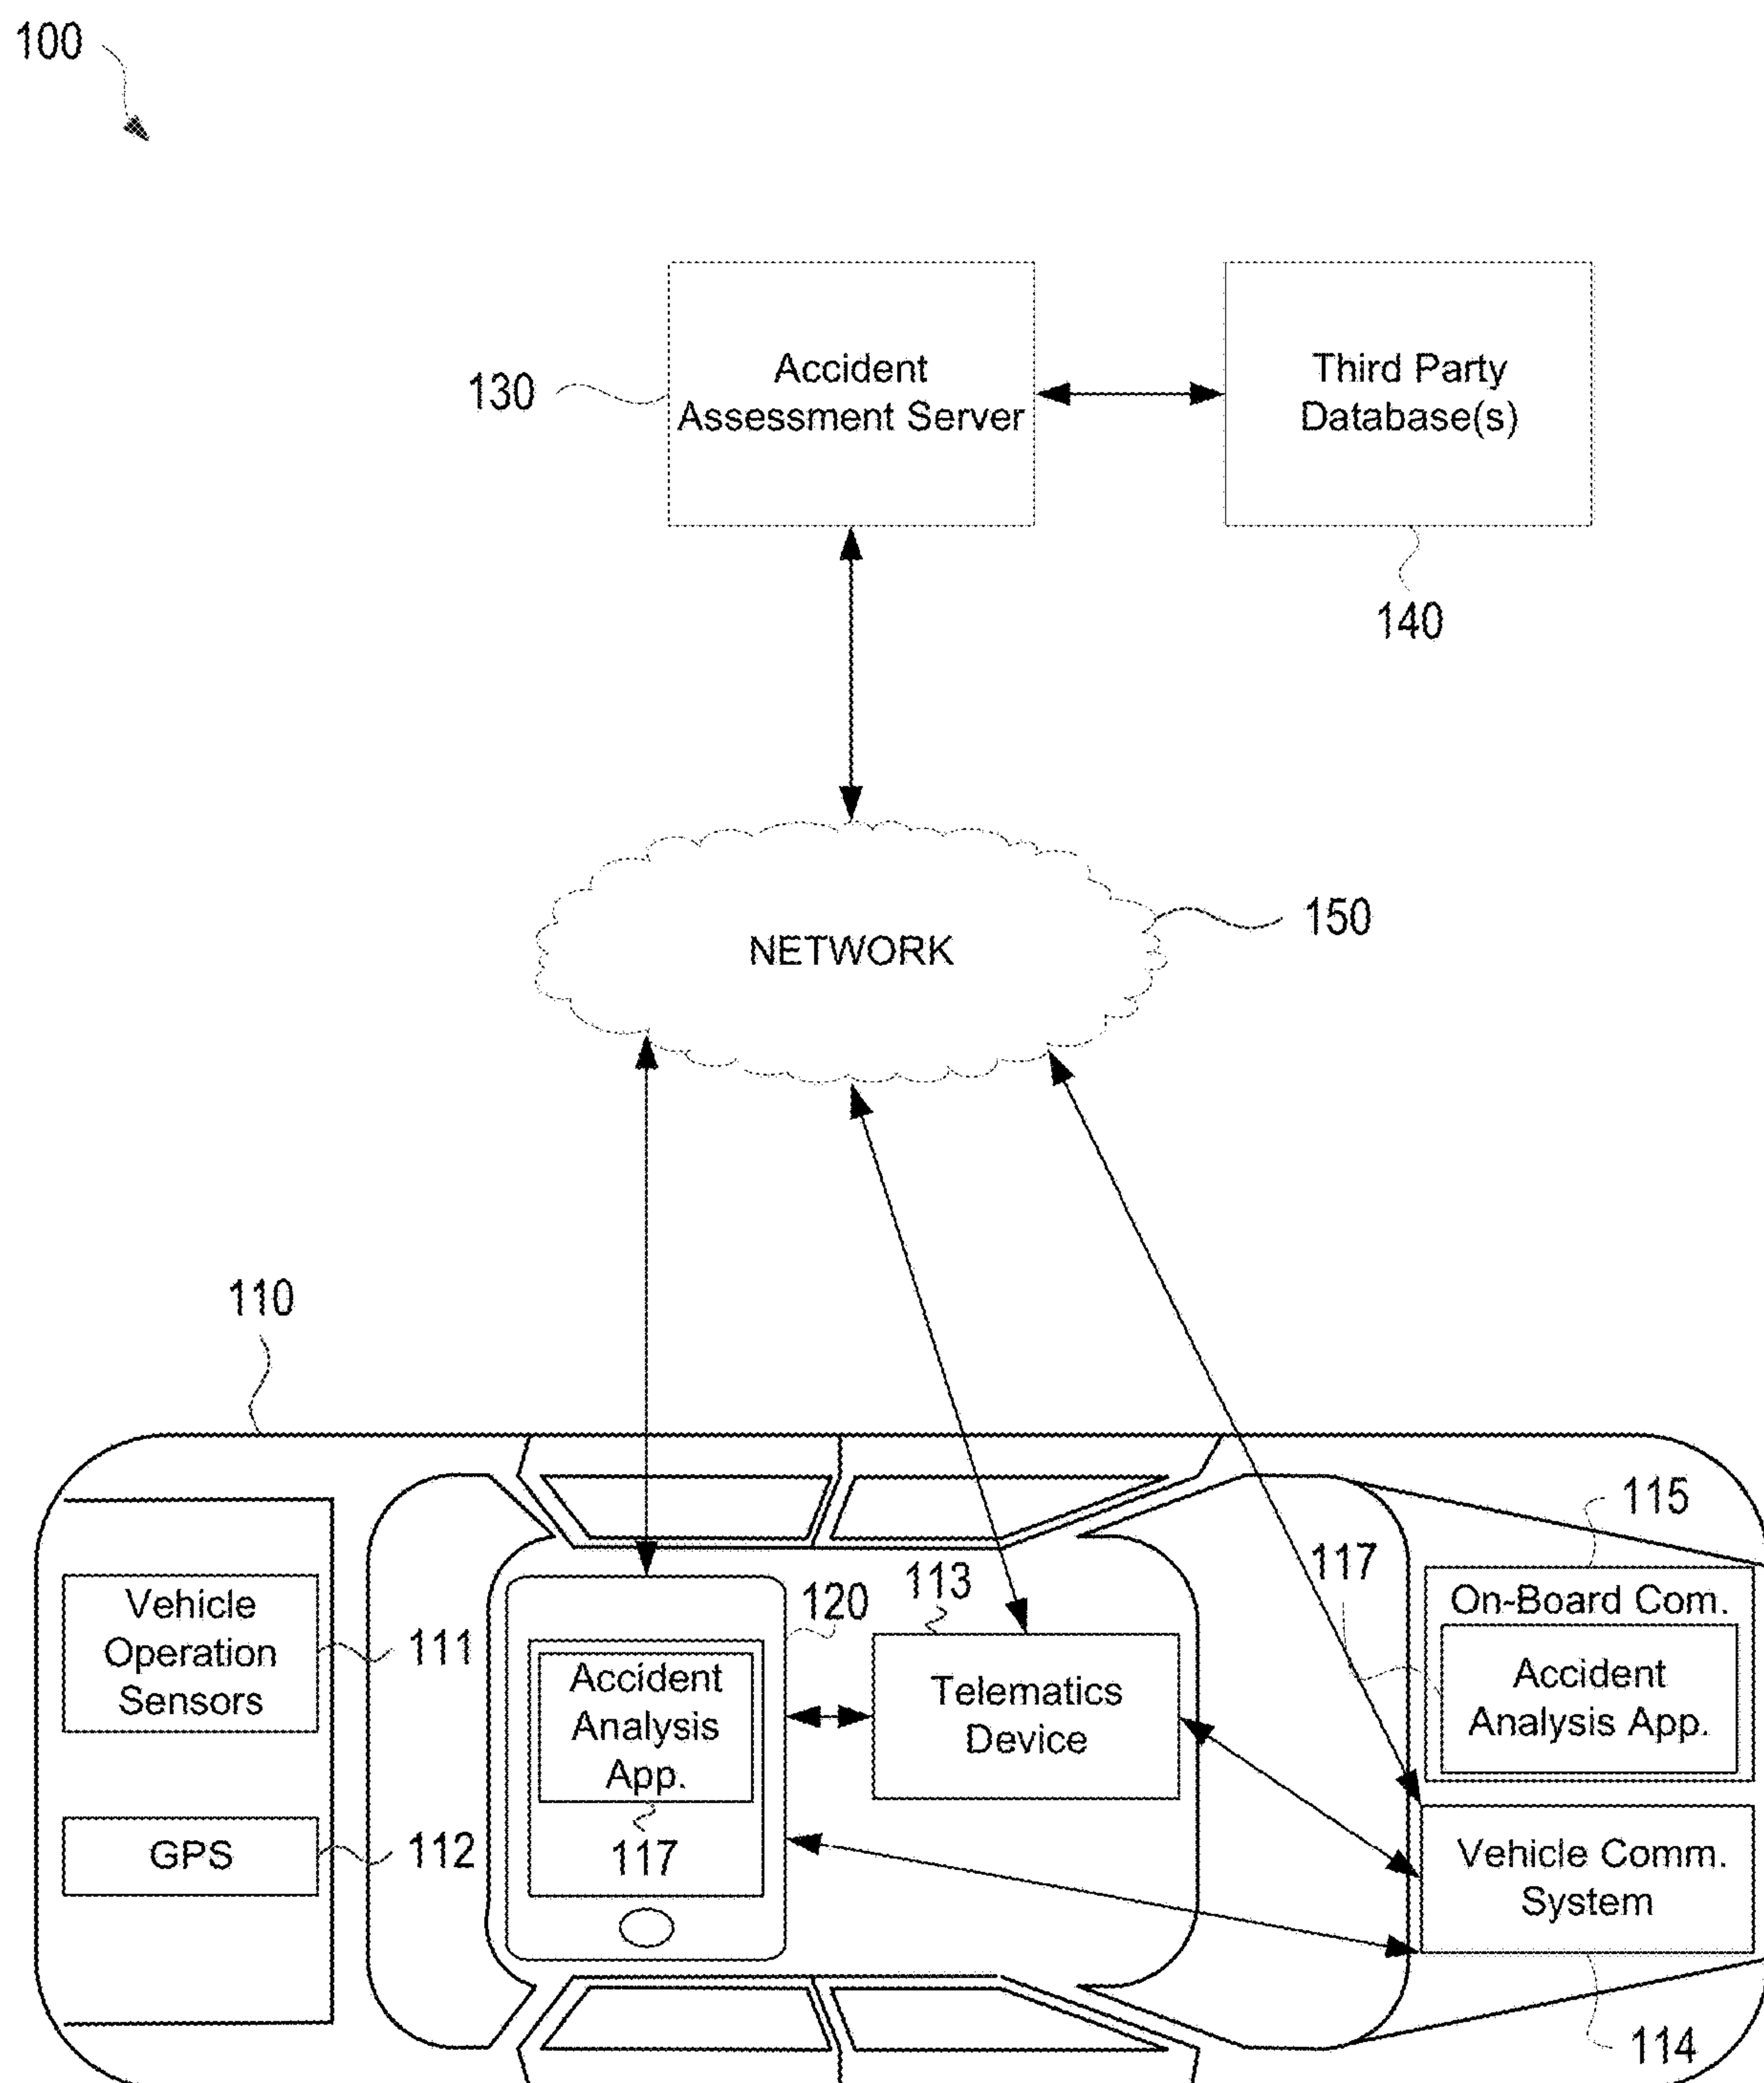 100
Accident
Assessment Server
130
Third Party
Database(s)
140
NETWORK
150
110
115
117
113
120
Vehicle
Operation
Sensors
111
On-Board Com.
Accident
Analysis App.
Accident
Analysis
App.
117
Telematics
Device
GPS
112
Vehicle Comm.
System
114